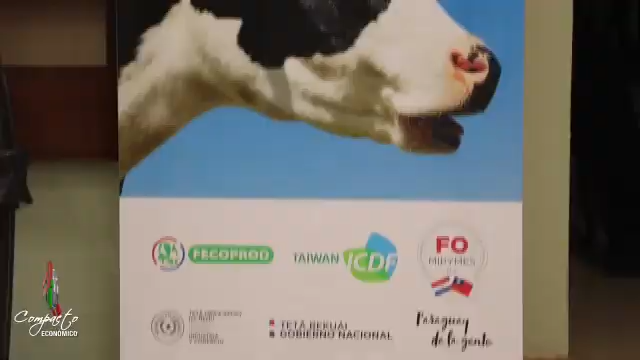 FECOPROD
TAIWAN ICDF
FO
MIPYMES
TETÃ REKUÁI
GOBIERNO NACIONAL
Paraguay
de la gente
Compacto
ECONÓMICO